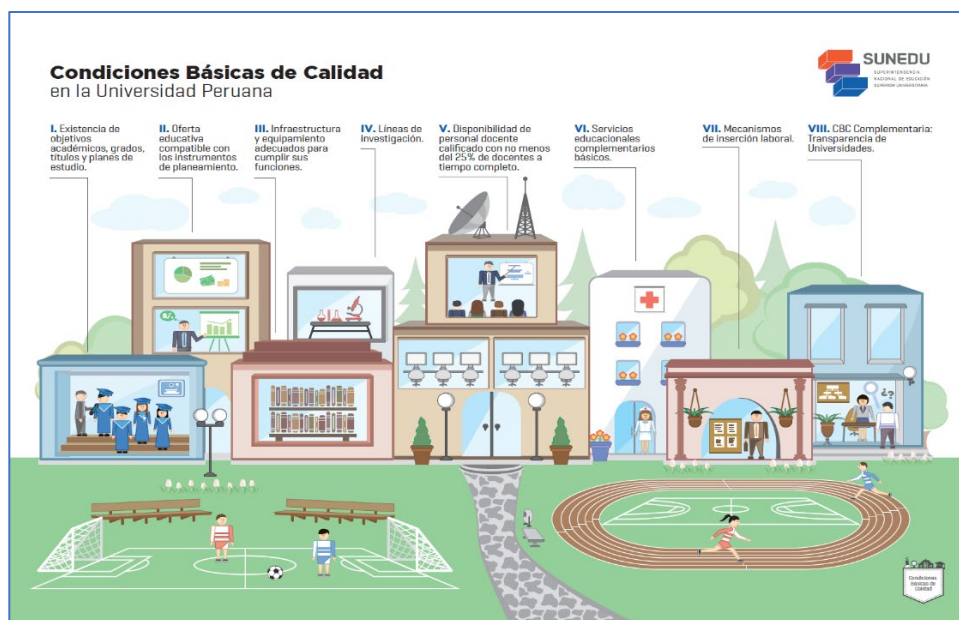 Condiciones Básicas de Calidad
en la Universidad Peruana
SUNEDU
SUPERINTENDENCIA
NACIONAL DE EDUCACIÓN
SUPERIOR UNIVERSITARIA
I. Existencia de
objetivos
académicos, grados,
títulos y planes de
estudio.
II. Oferta
educativa
compatible con
los instrumentos
de planeamiento.
III. Infraestructura
y equipamiento
adecuados para
cumplir sus
funciones.
IV. Líneas de
investigación.
V. Disponibilidad de
personal docente
calificado con no menos
del 25% de docentes a
tiempo completo.
VI. Servicios
educacionales
complementarios
básicos.
VII. Mecanismos
de inserción laboral.
VIII. CBC Complementaria:
Transparencia de
Universidades.
¿?
Condiciones
Básicas de
Calidad